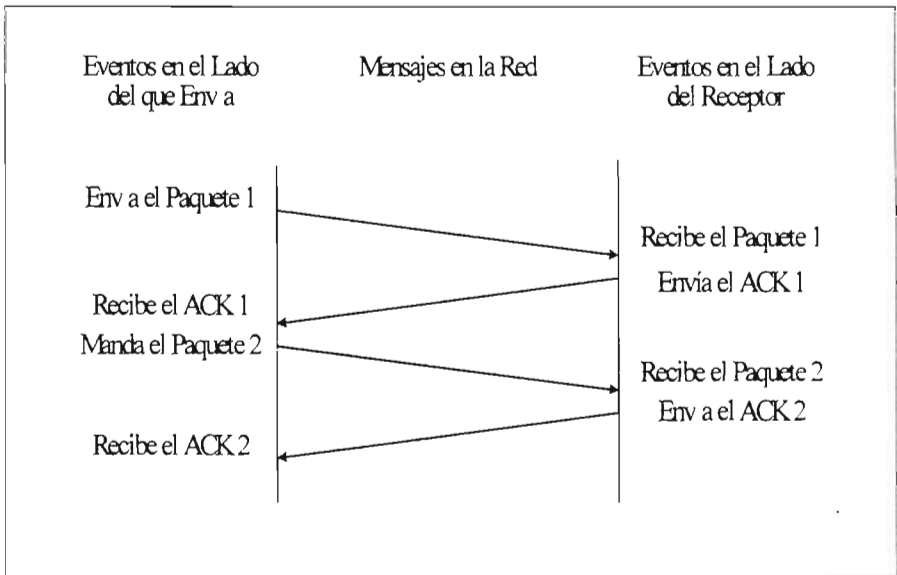 Eventos en el Lado
del que Env a
Mensajes en la Red
Eventos en el Lado
del Receptor
Env a el Paquete 1
Recibe el Paquete 1
Envía el ACK 1
Recibe el ACK 1
Manda el Paquete 2
Recibe el Paquete 2
Env a el ACK 2
Recibe el ACK 2